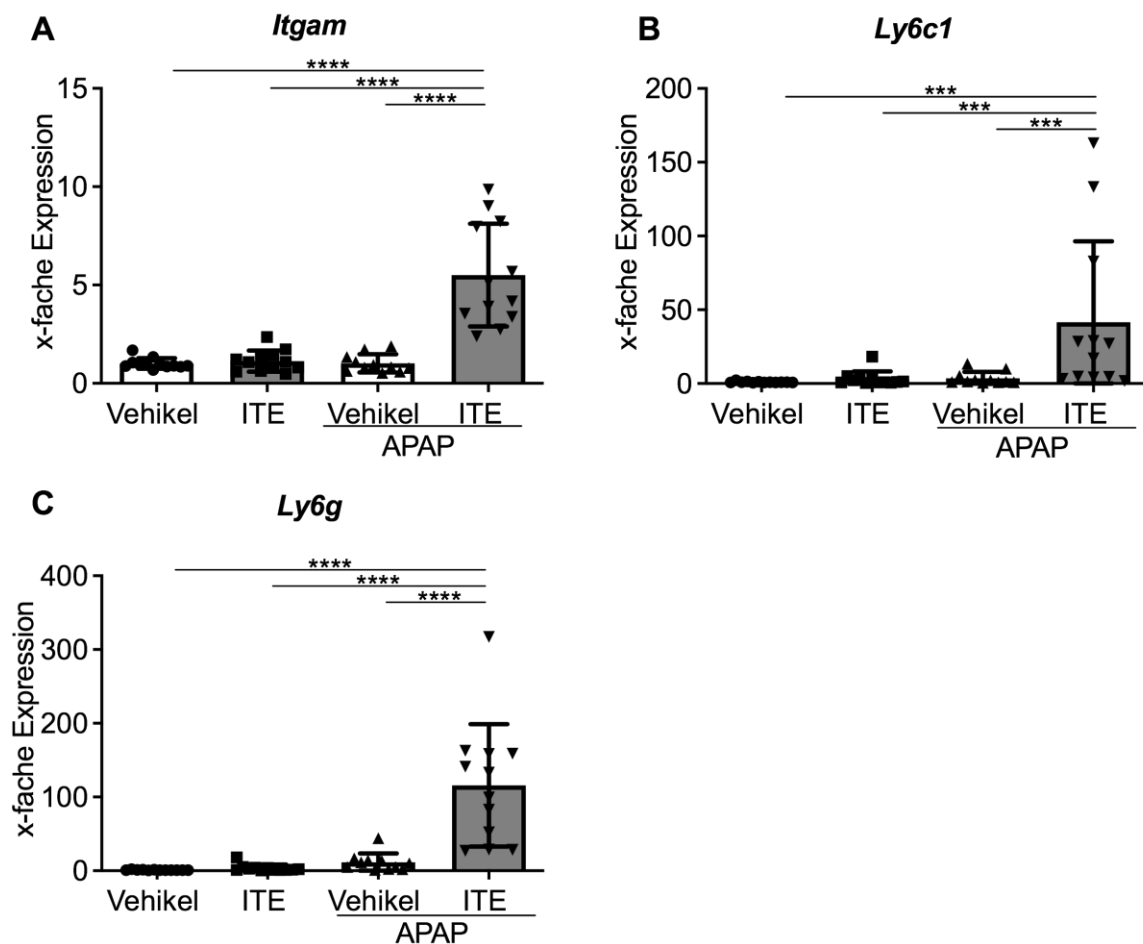 A
Itgam
****
****
****
x-fache Expression
15
10
5
0
Vehikel
ITE
Vehikel
ITE
APAP
B
Ly6c1
***
***
***
x-fache Expression
200
150
100
50
0
Vehikel
ITE
Vehikel
ITE
APAP
C
Ly6g
****
****
****
x-fache Expression
400
300
200
100
0
Vehikel
ITE
Vehikel
ITE
APAP